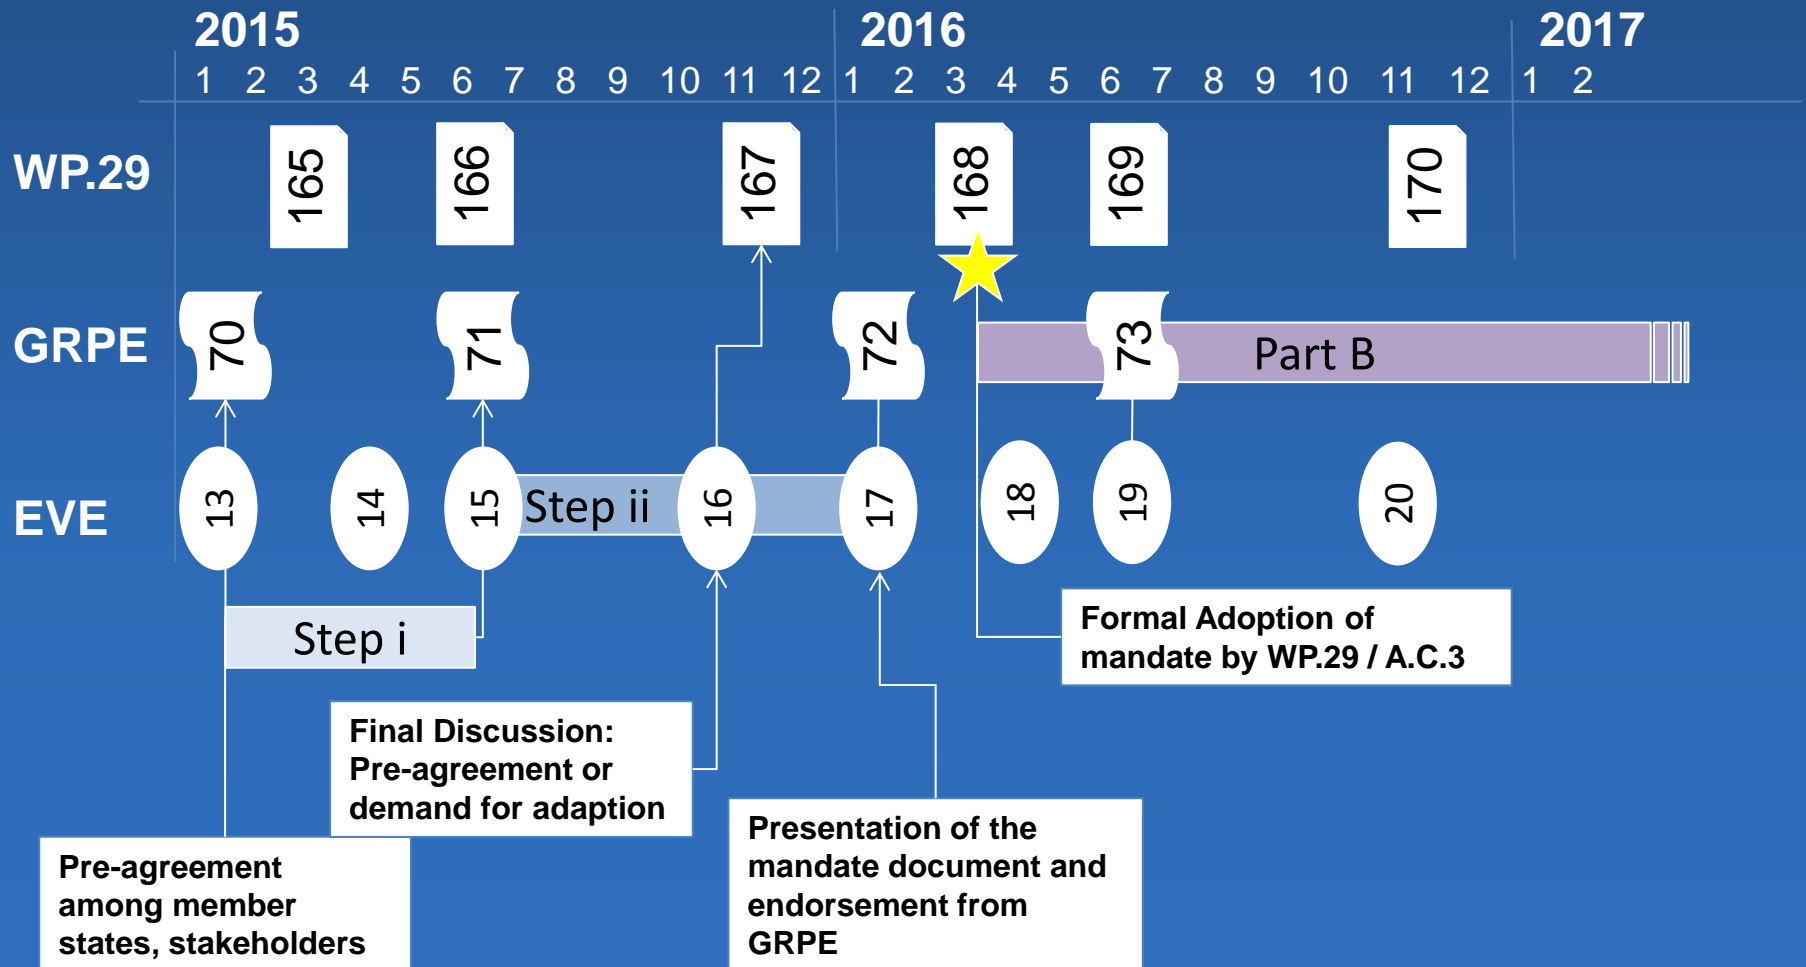 2015 2016 2017
1 2 3 4 5 6 7 8 9 10 11 12 1 2 3 4 5 6 7 8 9 10 11 12 1 2
WP.29 165 166 167 168 169 170
GRPE 70 71 72 73 Part B
EVE 13 14 15 Step ii 16 17 18 19 20
Step i
Formal Adoption of
mandate by WP.29 / A.C.3
Final Discussion:
Pre-agreement or
demand for adaption
Presentation of the
mandate document and
endorsement from
GRPE
Pre-agreement
among member
states, stakeholders